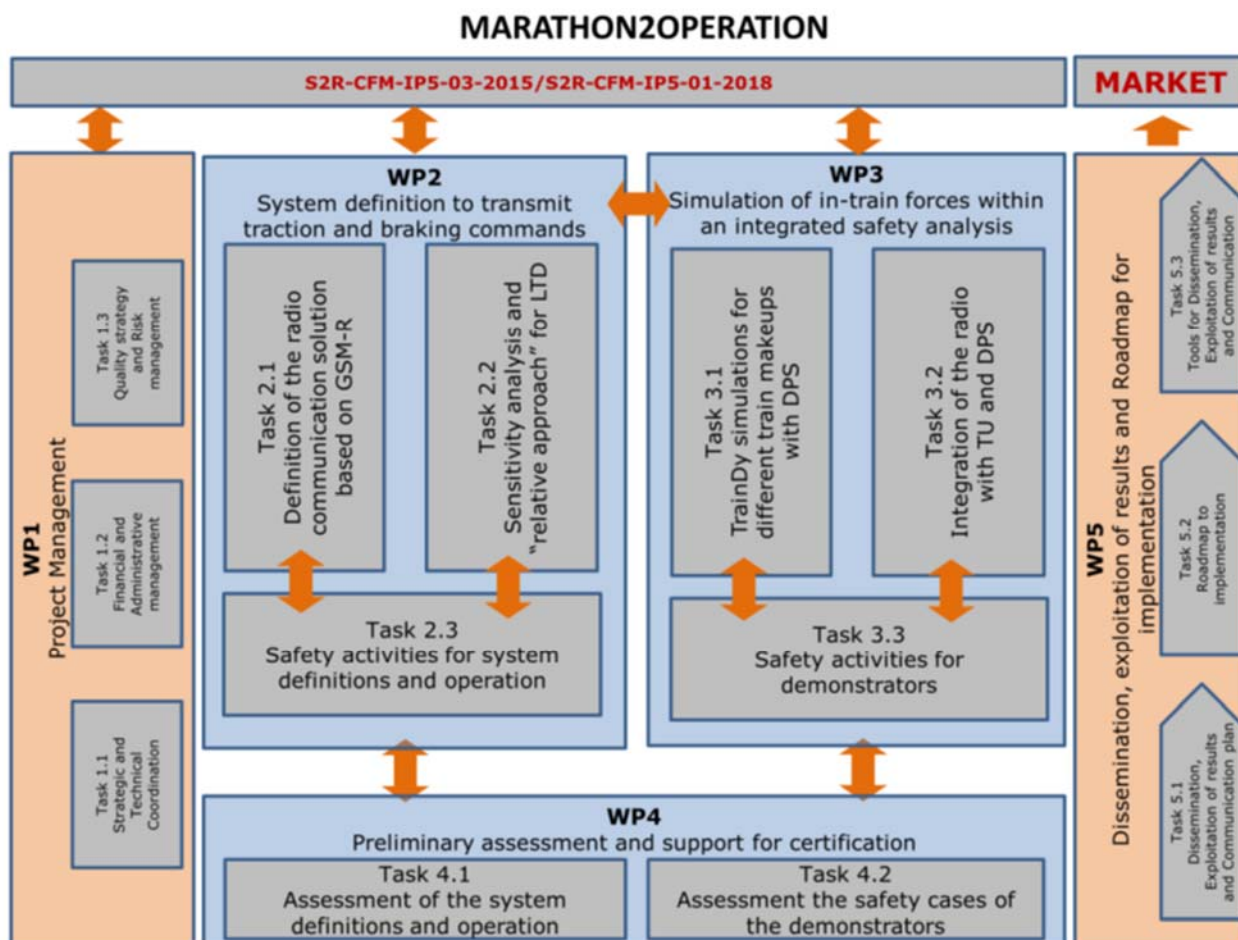 MARATHON2OPERATION
S2R-CFM-IP5-03-2015/S2R-CFM-IP5-01-2018
MARKET
WP1
Project Management
Task 1.3
Quality strategy
and Risk
management
Task 1.2
Financial and
Administrative
management
Task 1.1
Strategic and
Technical
Coordination
WP2
System definition to transmit
traction and braking commands
Task 2.1
Definition of the radio
communication solution
based on GSM-R
Task 2.2
Sensitivity analysis and
"relative approach" for LTD
Task 2.3
Safety activities for system
definitions and operation
WP3
Simulation of in-train forces within
an integrated safety analysis
Task 3.1
TrainDy simulations for
different train makeups
with DPS
Task 3.2
Integration of the radio
with TU and DPS
Task 3.3
Safety activities for
demonstrators
WP4
Preliminary assessment and support for certification
Task 4.1
Assessment of the system
definitions and operation
Task 4.2
Assessment the safety cases of
the demonstrators
WP5
Dissemination, exploitation of results and Roadmap for
implementation
Task 5.3
Tools for Dissemination,
Exploitation of results
and Communication
Task 5.2
Roadmap to
implementation
Task 5.1
Dissemination,
Exploitation of results
and Communication plan